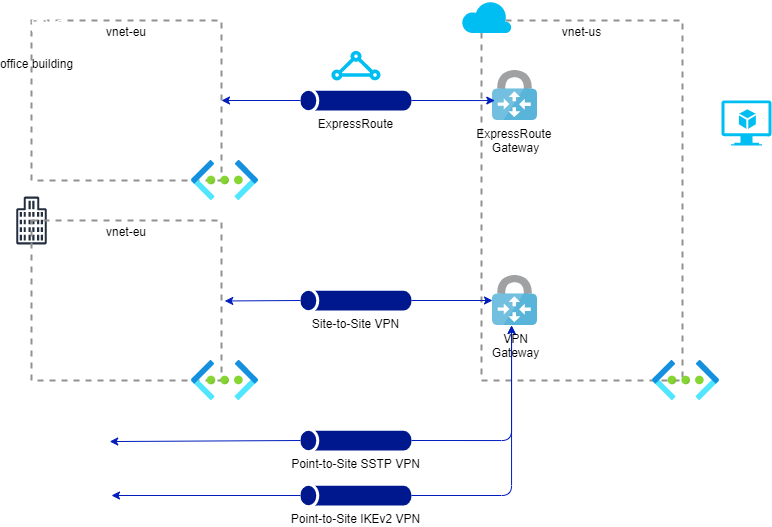 vnet-eu
vnet-us
office building
ExpressRoute
ExpressRoute
Gateway
vnet-eu
Site-to-Site VPN
VPN
Gateway
Point-to-Site SSTP VPN
Point-to-Site IKEv2 VPN